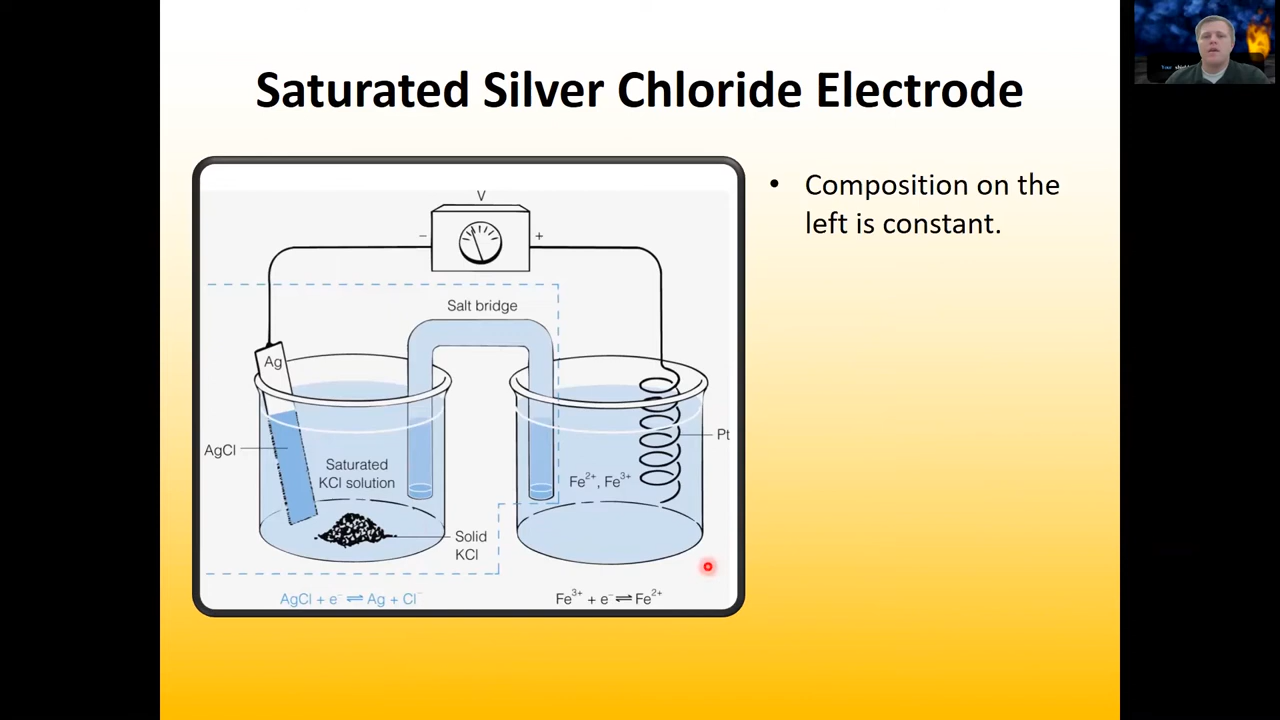 Saturated Silver Chloride Electrode
• Composition on the
left is constant.
V
− +
Salt bridge
Ag
AgCl
Saturated
KCl solution
Fe²⁺, Fe³⁺
Pt
Solid
KCl
AgCl + e⁻ ⇌ Ag + Cl⁻
Fe³⁺ + e⁻ ⇌ Fe²⁺